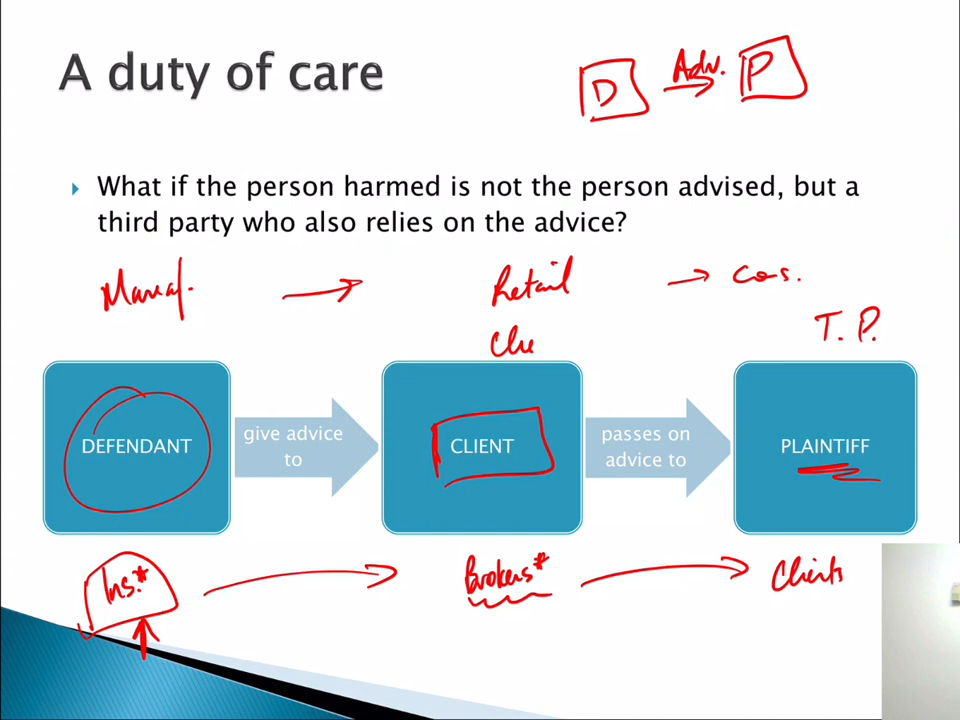 A duty of care
D Adv. P
What if the person harmed is not the person advised, but a
third party who also relies on the advice?
Manuf. Retail Cos.
Clie T. P.
DEFENDANT
give advice
to
CLIENT
passes on
advice to
PLAINTIFF
Ins.* Brokers* Clients